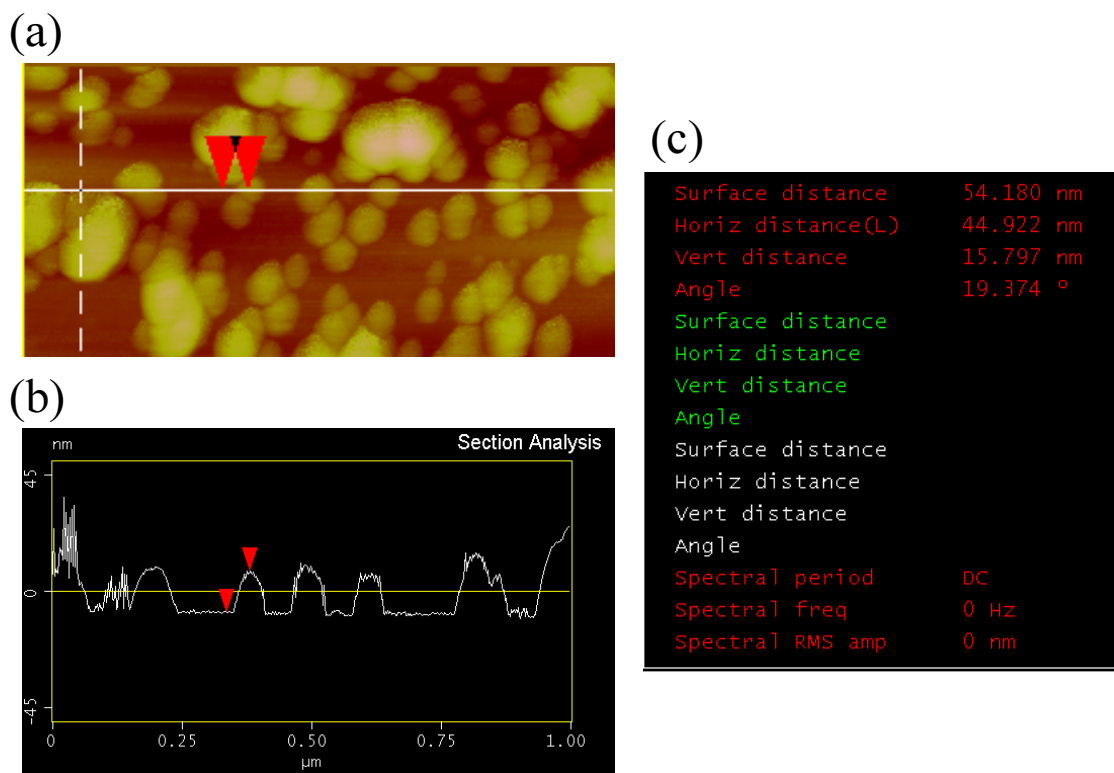 (a)
(b)
nm
Section Analysis
45
0
-45
0 0.25 0.50 0.75 1.00
μm
(c)
Surface distance 54.180 nm
Horiz distance(L) 44.922 nm
Vert distance 15.797 nm
Angle 19.374 º
Surface distance
Horiz distance
Vert distance
Angle
Surface distance
Horiz distance
Vert distance
Angle
Spectral period DC
Spectral freq 0 Hz
Spectral RMS amp 0 nm